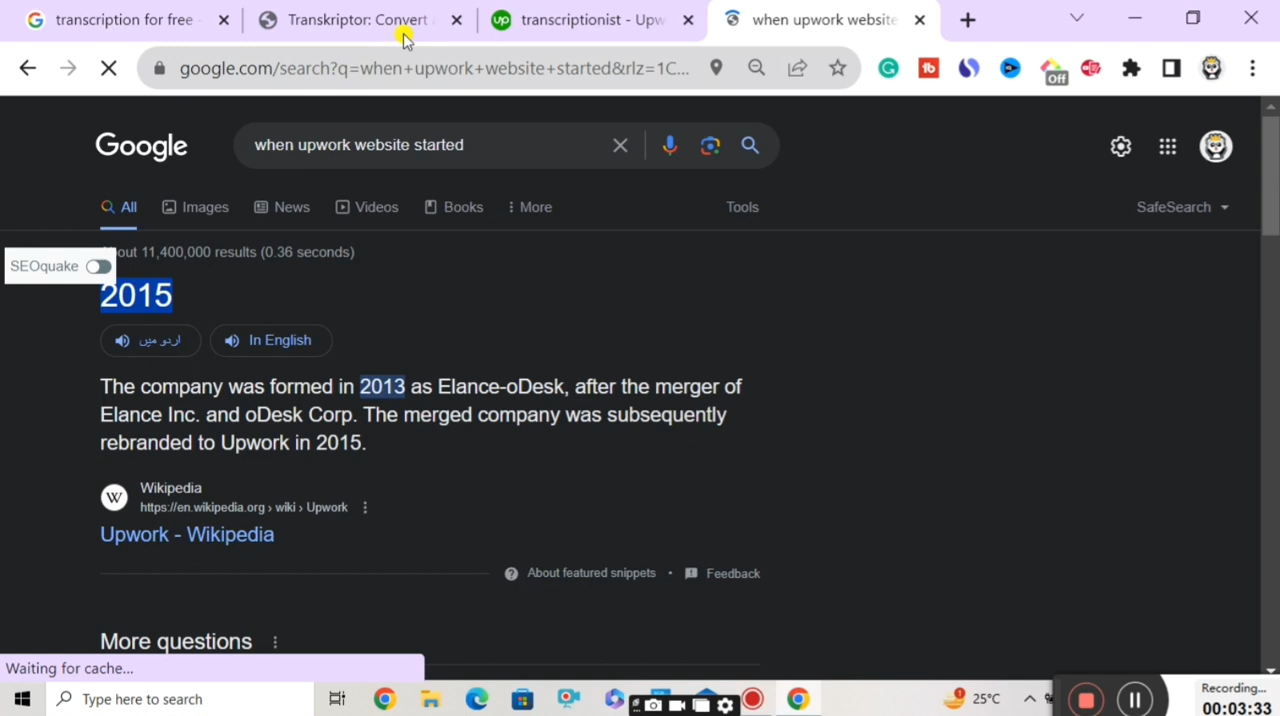 transcription for free -
Transkriptor: Convert
transcriptionist - Upw
when upwork website
google.com/search?q=when+upwork+website+started&rlz=1C...
Off
Google
when upwork website started
All
Images
News
Videos
Books
More
Tools
SafeSearch
out 11,400,000 results (0.36 seconds)
SEOquake
2015
اردو میں
In English
The company was formed in 2013 as Elance-oDesk, after the merger of
Elance Inc. and oDesk Corp. The merged company was subsequently
rebranded to Upwork in 2015.
W
Wikipedia
https://en.wikipedia.org › wiki › Upwork
Upwork - Wikipedia
About featured snippets
•
Feedback
More questions
Waiting for cache...
Type here to search
1
25°C
Recording...
00:03:33